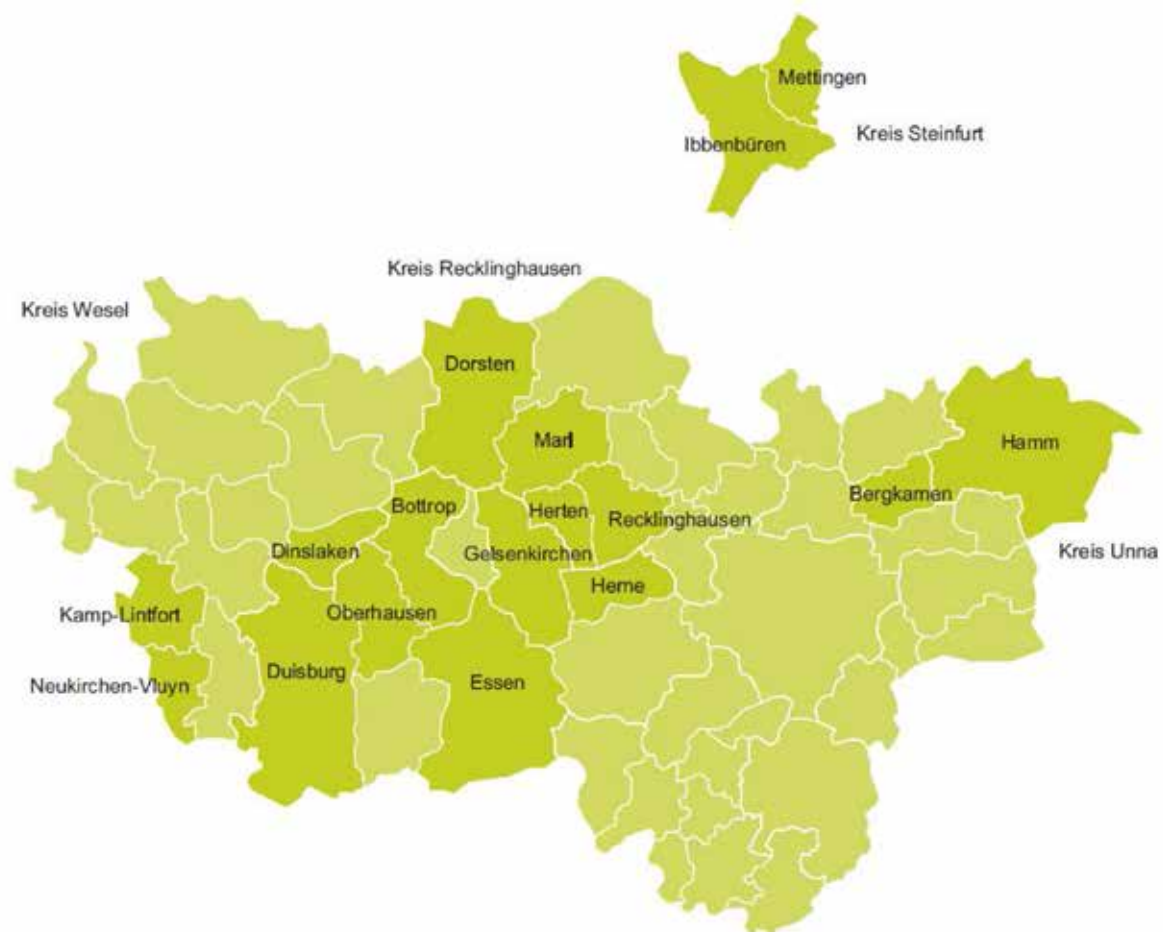 Mettingen
Kreis Steinfurt
Ibbenbüren
Kreis Recklinghausen
Kreis Wesel
Dorsten
Marl
Hamm
Bergkamen
Bottrop
Herten
Recklinghausen
Dinslaken
Gelsenkirchen
Kreis Unna
Herne
Kamp-Lintfort
Oberhausen
Duisburg
Essen
Neukirchen-Vluyn